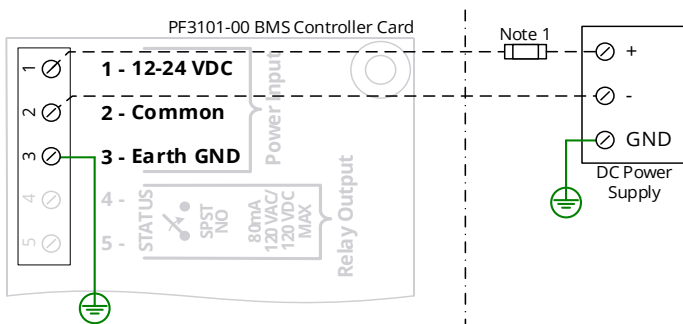 PF3101-00 BMS Controller Card
Note 1
1
1 - 12-24 VDC
2
2 - Common
3
3 - Earth GND
Power Input
4
4 -
5
5 -
STATUS
SPST
NO
80mA
120 VAC/
120 VDC
MAX
Relay Output
+
-
GND
DC Power
Supply